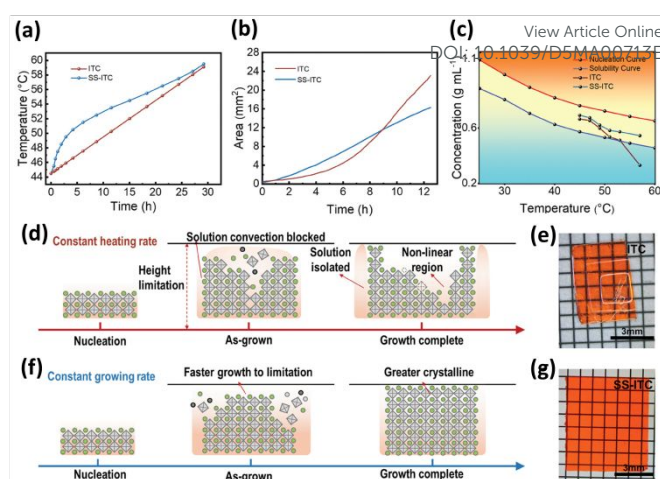 View Article Online
DOI: 10.1039/D5MA00713B
(a)
Temperature (°C)
60
58
56
54
52
50
48
46
44
ITC
SS-ITC
0 5 10 15 20 25 30
Time (h)
(b)
Area (mm²)
28
24
20
16
12
8
4
0
ITC
SS-ITC
0 2 4 6 8 10 12
Time (h)
(c)
Concentration (g mL⁻¹)
1.1
0.6
0.2
Nucleation Curve
Solubility Curve
ITC
SS-ITC
30 40 50 60
Temperature (°C)
(d)
Constant heating rate
Height
limitation
Solution convection blocked
Solution
isolated
Non-linear
region
Nucleation
As-grown
Growth complete
(e)
ITC
3mm
(f)
Constant growing rate
Faster growth to limitation
Greater crystalline
Nucleation
As-grown
Growth complete
(g)
SS-ITC
3mm